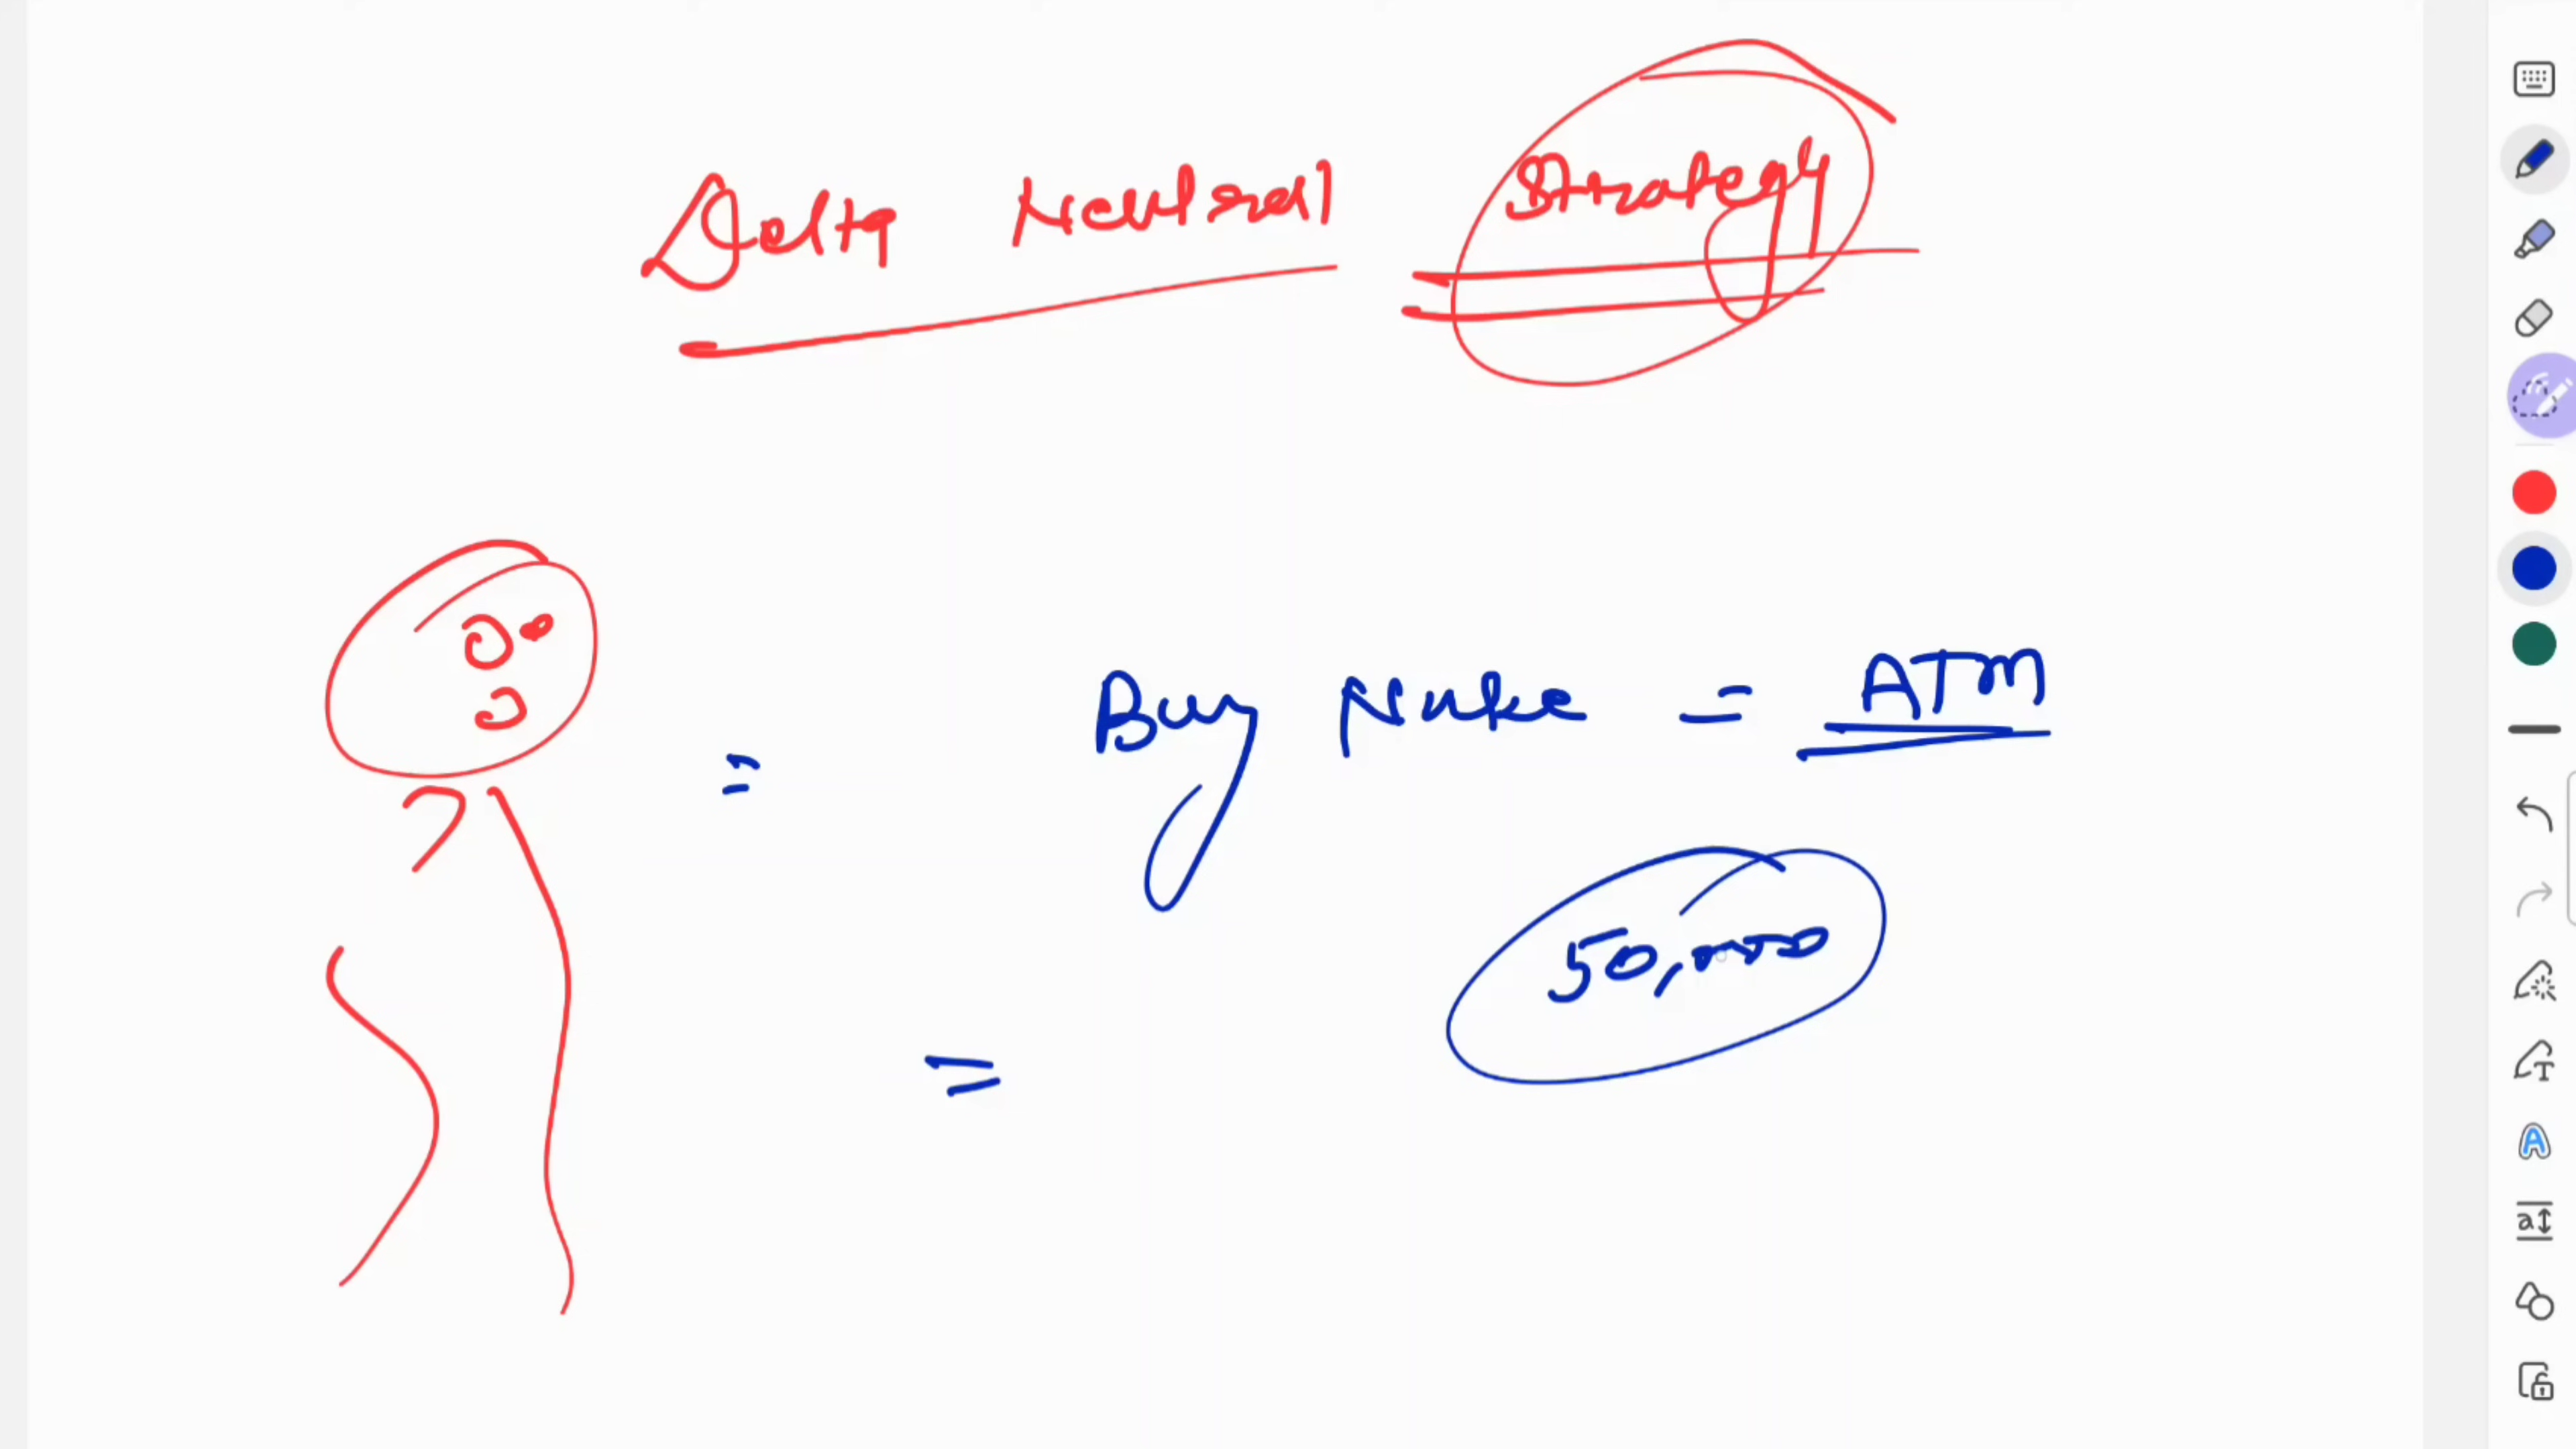 Delta Neutral Strategy
= Buy Nuke = ATM
50,000
=